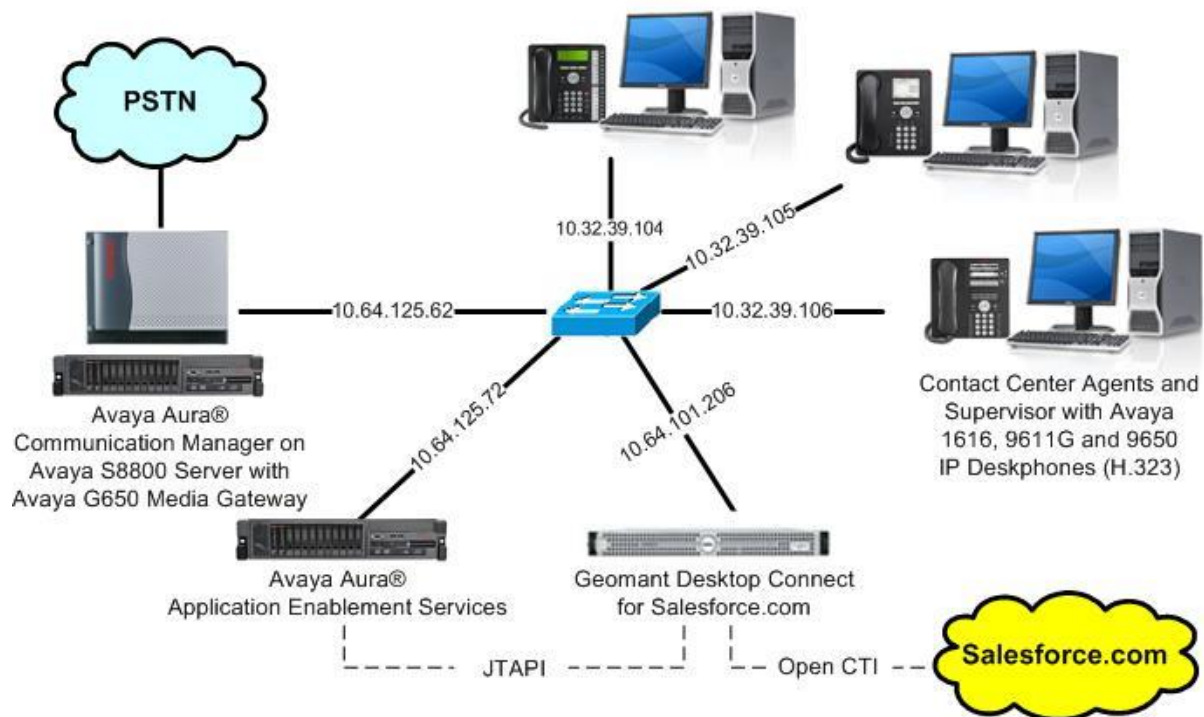 PSTN
10.32.39.104
10.32.39.105
10.64.125.62
10.32.39.106
10.64.125.72
10.64.101.206
Avaya Aura®
Communication Manager on
Avaya S8800 Server with
Avaya G650 Media Gateway
Contact Center Agents and
Supervisor with Avaya
1616, 9611G and 9650
IP Deskphones (H.323)
Avaya Aura®
Application Enablement Services
Geomant Desktop Connect
for Salesforce.com
JTAPI
Open CTI
Salesforce.com